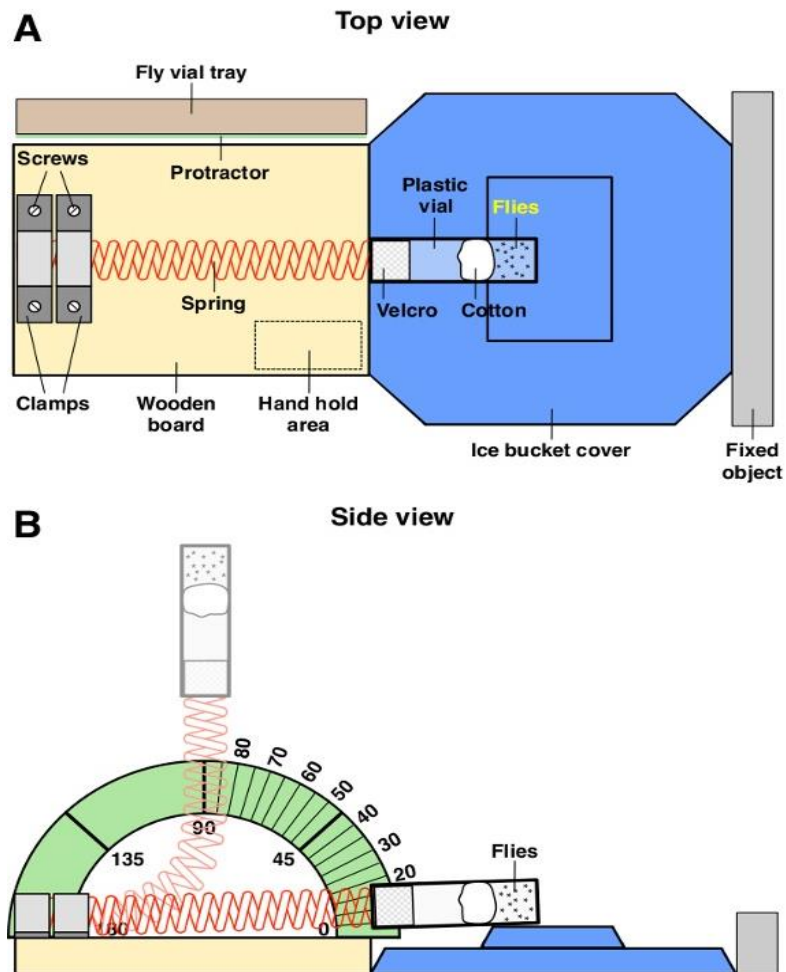 A
Top view
Fly vial tray
Screws
Protractor
Plastic
vial
Flies
Spring
Velcro
Cotton
Clamps
Wooden
board
Hand hold
area
Ice bucket cover
Fixed
object
B
Side view
80
70
60
50
40
30
20
90
135
45
80
0
Flies